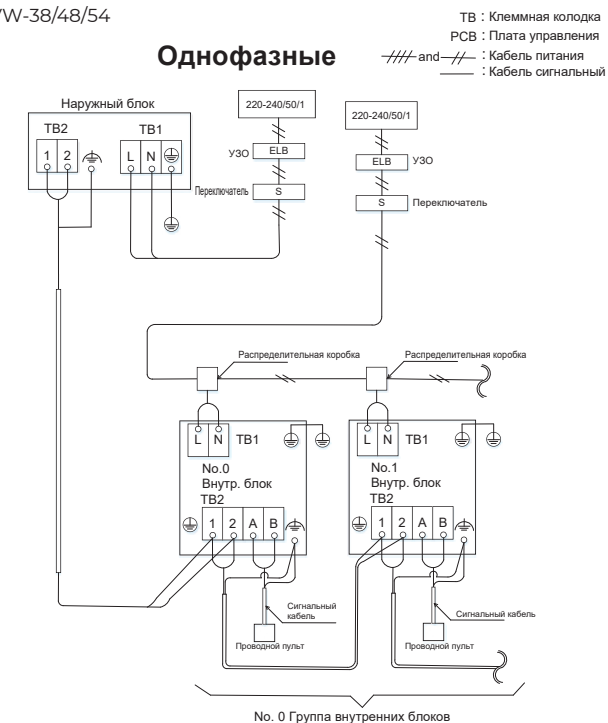 W-38/48/54
TB : Клеммная колодка
PCB : Плата управления
and : Кабель питания
: Кабель сигнальный
Однофазные
Наружный блок
TB2
TB1
1 2
L N
220-240/50/1
220-240/50/1
УЗО
ELB
ELB
УЗО
Переключатель
S
S
Переключатель
Распределительная коробка
Распределительная коробка
L N
TB1
L N
TB1
No.0
Внутр. блок
TB2
No.1
Внутр. блок
TB2
1 2 A B
1 2 A B
Сигнальный
кабель
Сигнальный кабель
Проводной пульт
Проводной пульт
No. 0 Группа внутренних блоков